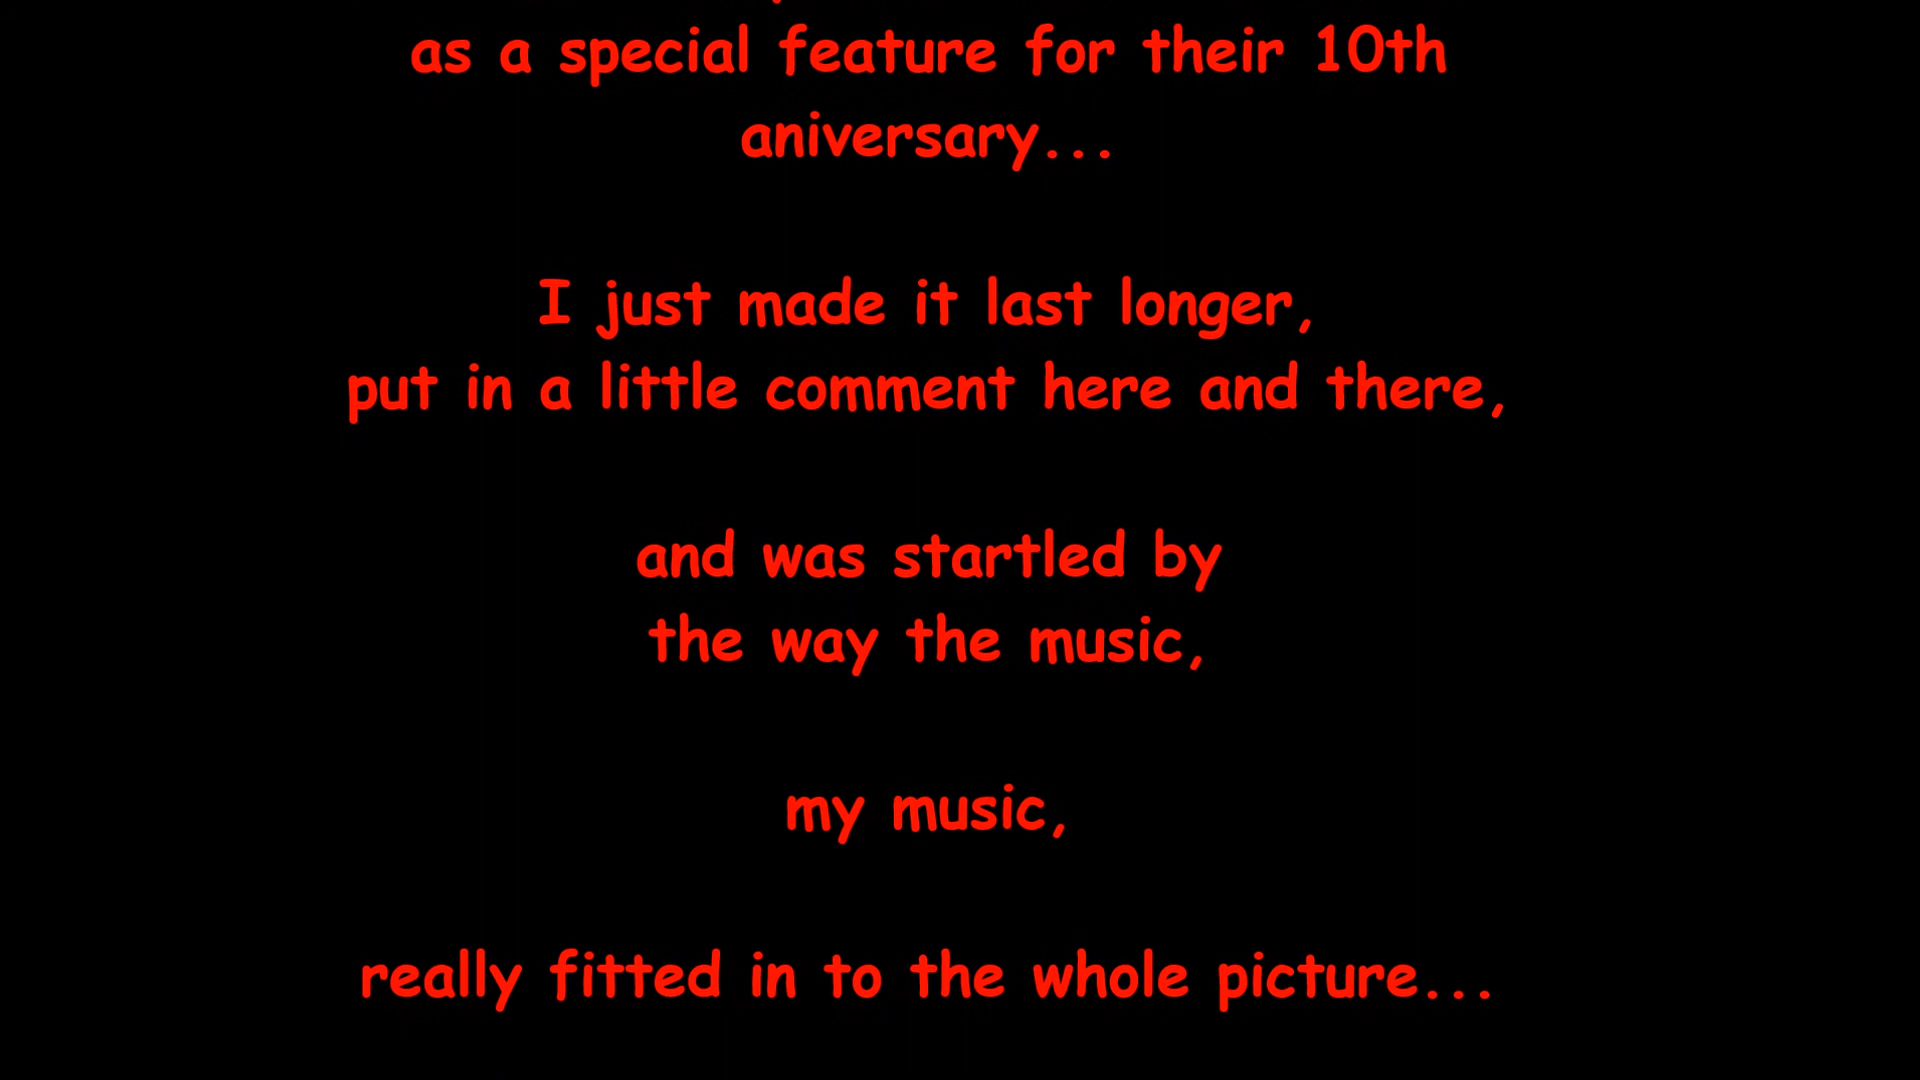 as a special feature for their 10th
aniversary...
I just made it last longer,
put in a little comment here and there,
and was startled by
the way the music,
my music,
really fitted in to the whole picture...